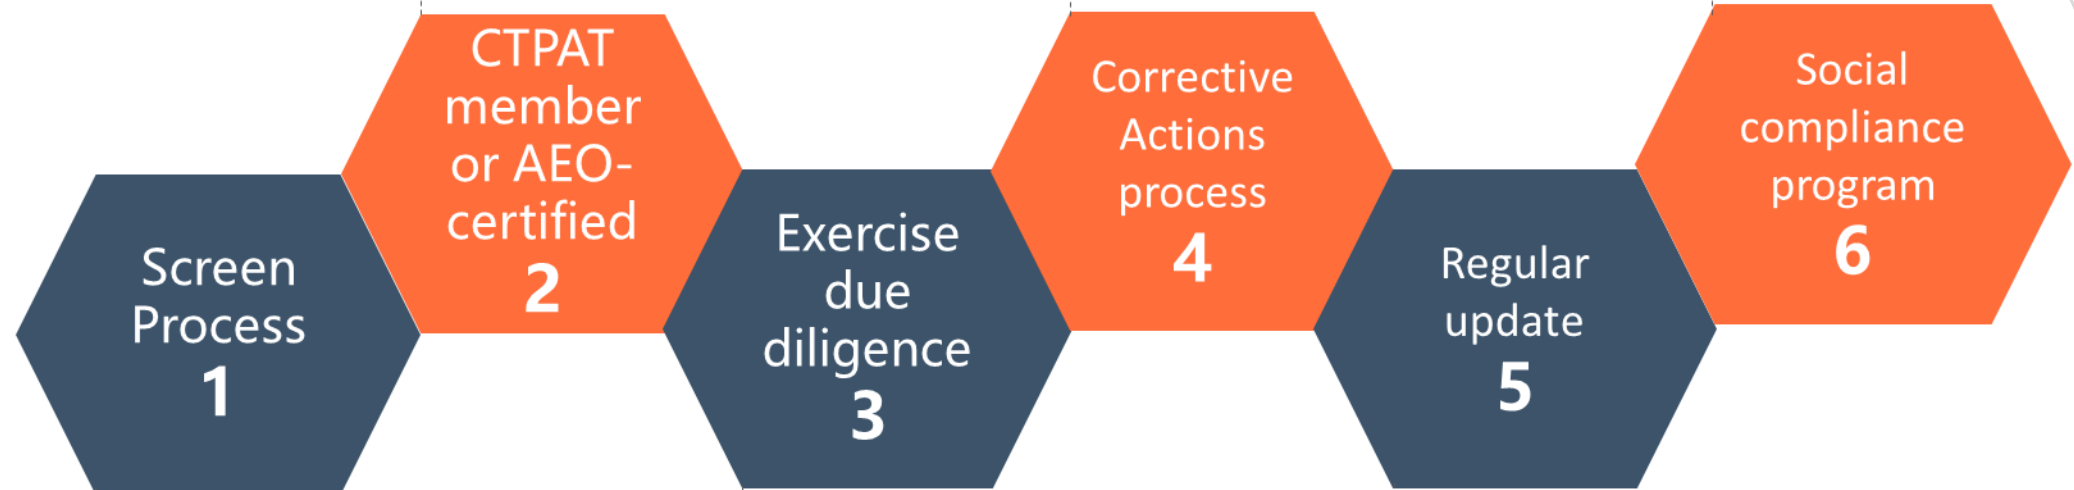 Screen
Process
1
CTPAT
member
or AEO-
certified
2
Exercise
due
diligence
3
Corrective
Actions
process
4
Regular
update
5
Social
compliance
program
6